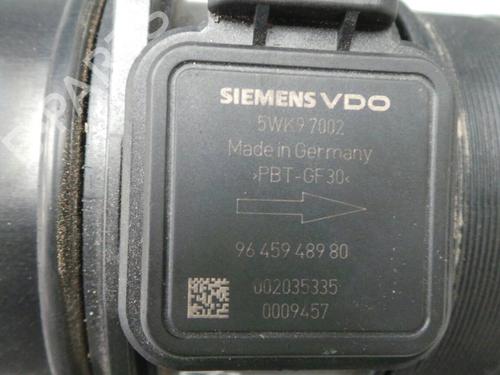 SIEMENS VDO
5WK9 7002
Made in Germany
>PBT-GF30<
96 459 489 80
002035335
0009457